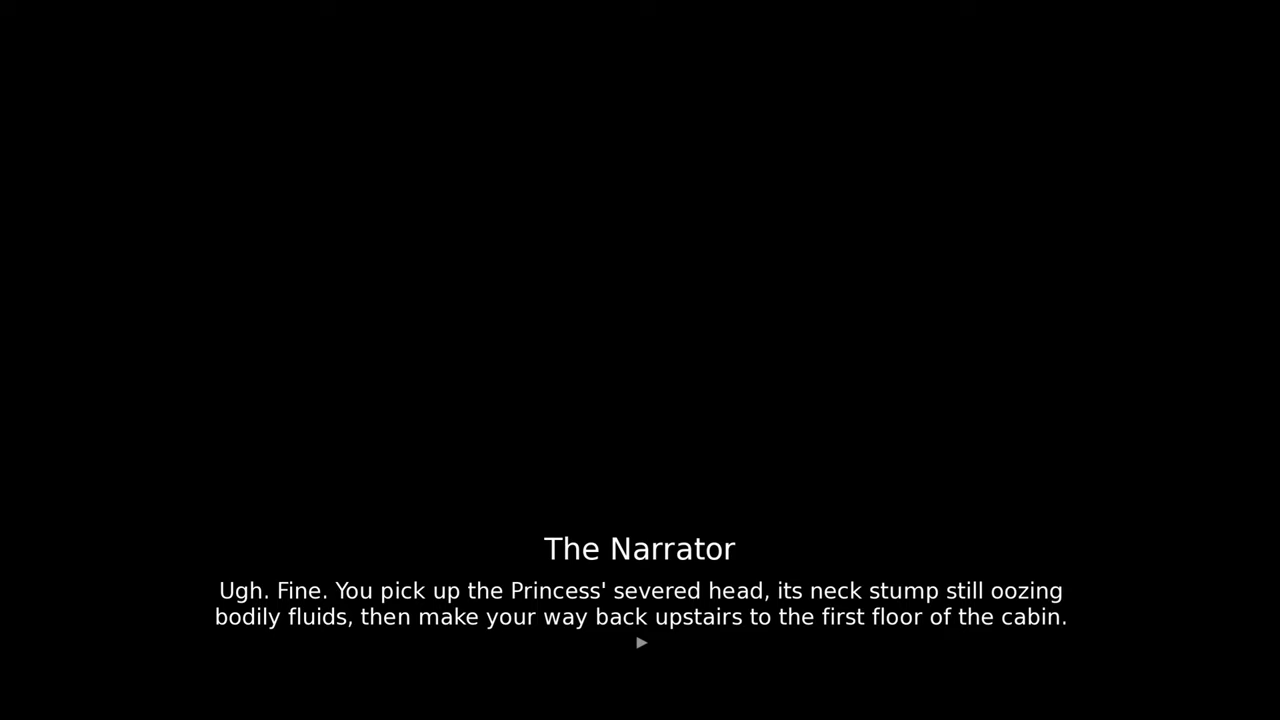 The Narrator
Ugh. Fine. You pick up the Princess' severed head, its neck stump still oozing
bodily fluids, then make your way back upstairs to the first floor of the cabin.